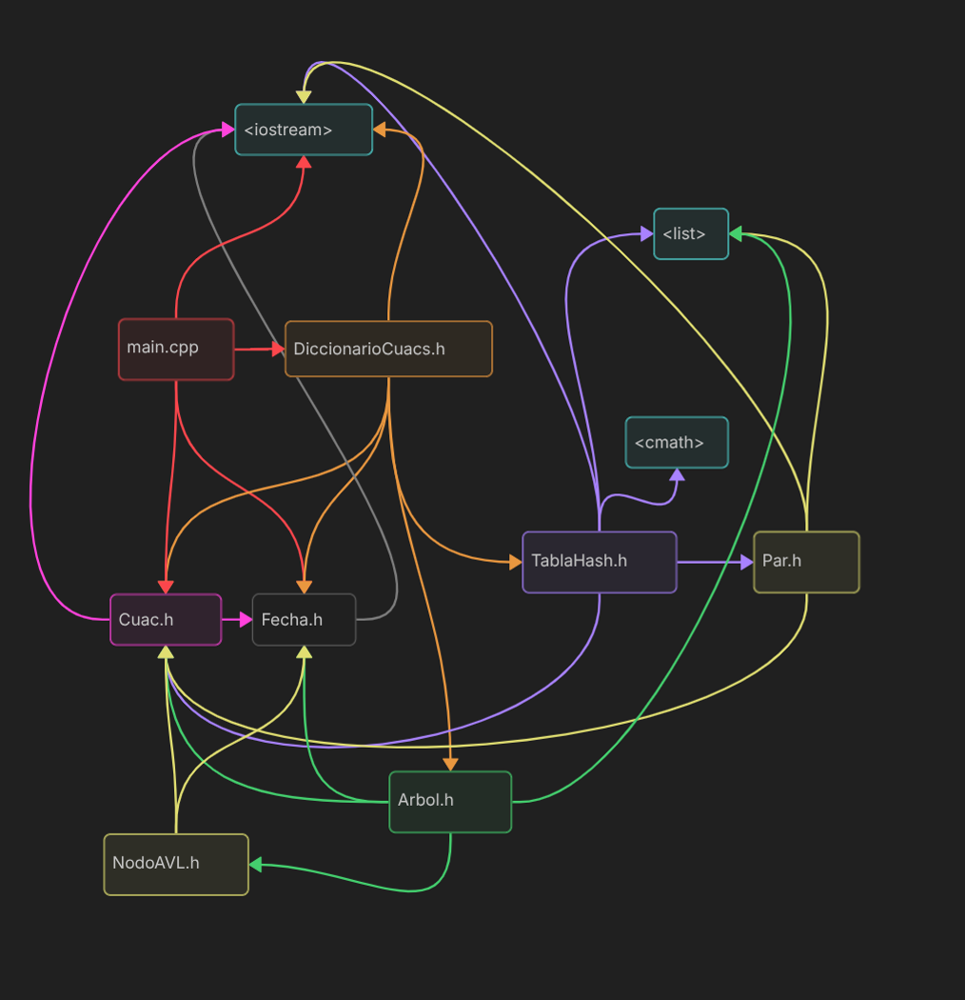 <iostream>
<list>
main.cpp
DiccionarioCuacs.h
<cmath>
TablaHash.h
Par.h
Cuac.h
Fecha.h
Arbol.h
NodoAVL.h